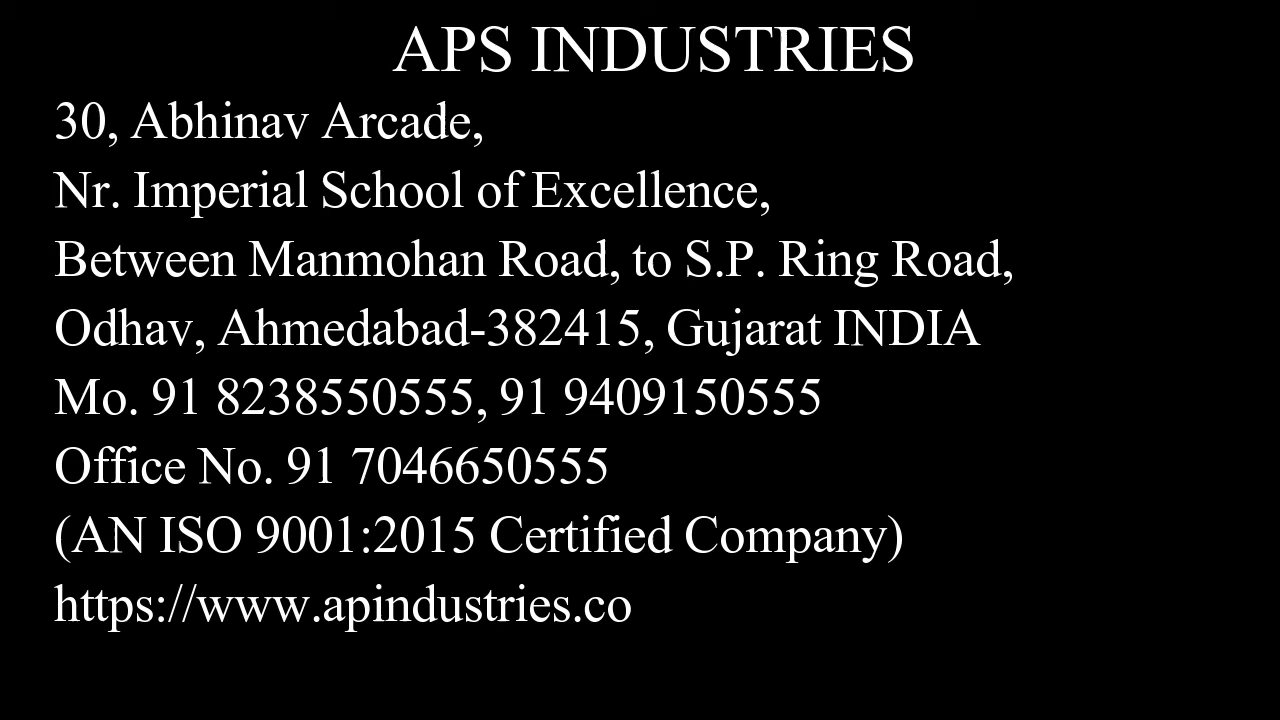 APS INDUSTRIES
30, Abhinav Arcade,
Nr. Imperial School of Excellence,
Between Manmohan Road, to S.P. Ring Road,
Odhav, Ahmedabad-382415, Gujarat INDIA
Mo. 91 8238550555, 91 9409150555
Office No. 91 7046650555
(AN ISO 9001:2015 Certified Company)
https://www.apindustries.co